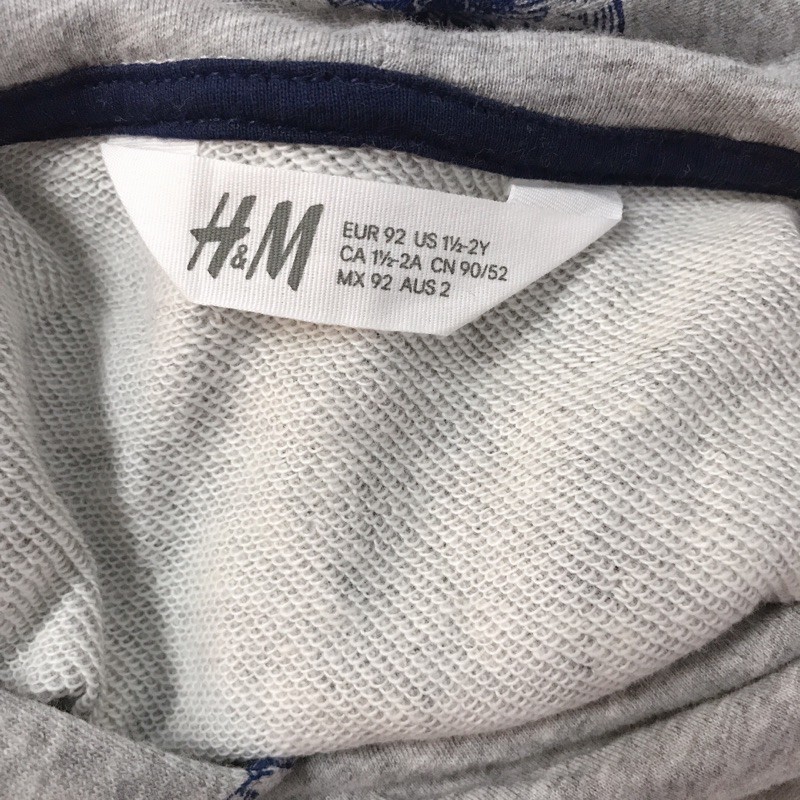 H&M
EUR 92 US 1½-2Y
CA 1½-2A CN 90/52
MX 92 AUS 2